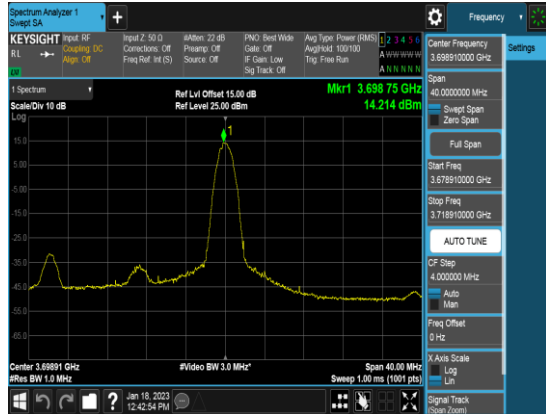 Spectrum Analyzer 1
Swept SA
+
Frequency
KEYSIGHT Input: RF Input Z: 50 Ω #Atten: 22 dB PNO: Best Wide Avg Type: Power (RMS) 1 2 3 4 5 6
RL Coupling: DC Corrections: Off Preamp: Off Gate: Off Avg|Hold: 100/100 A W W W W W
Align: Off Freq Ref: Int (S) Source: Off IF Gain: Low Trig: Free Run
Sig Track: Off A N N N N N
1 Spectrum
Scale/Div 10 dB
Ref Lvl Offset 15.00 dB
Ref Level 25.00 dBm
Mkr1 3.698 75 GHz
14.214 dBm
Log
1
15.0
5.00
-5.00
-15.0
-25.0
-35.0
-45.0
-55.0
-65.0
Center 3.69891 GHz
#Res BW 1.0 MHz
#Video BW 3.0 MHz*
Span 40.00 MHz
Sweep 1.00 ms (1001 pts)
Jan 18, 2023
12:42:54 PM
Center Frequency
3.698910000 GHz
Settings
Span
40.0000000 MHz
Swept Span
Zero Span
Full Span
Start Freq
3.678910000 GHz
Stop Freq
3.718910000 GHz
AUTO TUNE
CF Step
4.000000 MHz
Auto
Man
Freq Offset
0 Hz
X Axis Scale
Log
Lin
Signal Track
(Span Zoom)